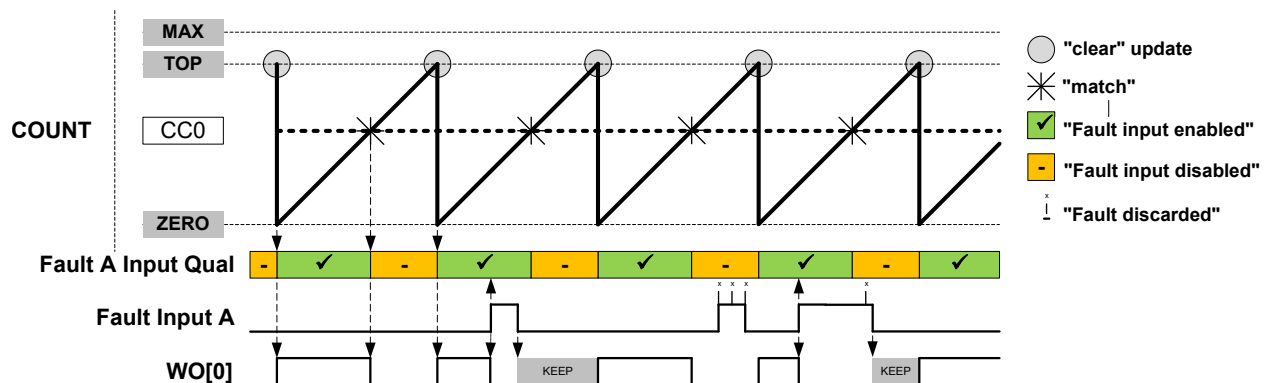 MAX
TOP
COUNT
CC0
ZERO
"clear" update
"match"
"Fault input enabled"
- "Fault input disabled"
x
- "Fault discarded"
Fault A Input Qual
- ✓ - ✓ - ✓ - ✓ - ✓
x x x x
Fault Input A
WO[0]
KEEP KEEP